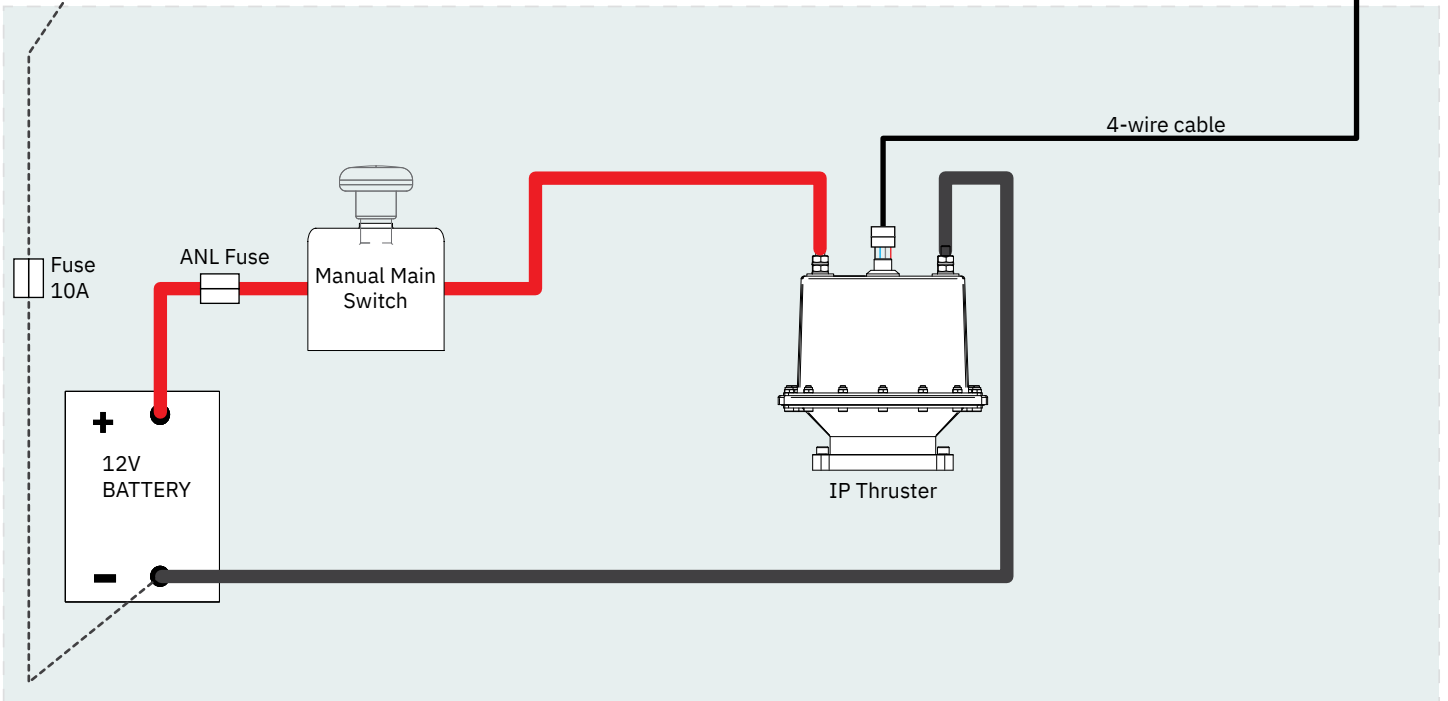 4-wire cable
ANL Fuse
Fuse
10A
Manual Main
Switch
+
12V
BATTERY
-
IP Thruster